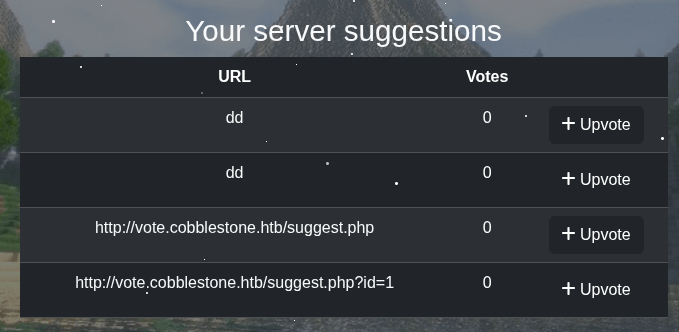 Your server suggestions
URL Votes
dd 0 + Upvote
dd 0 + Upvote
http://vote.cobblestone.htb/suggest.php 0 + Upvote
http://vote.cobblestone.htb/suggest.php?id=1 0 + Upvote